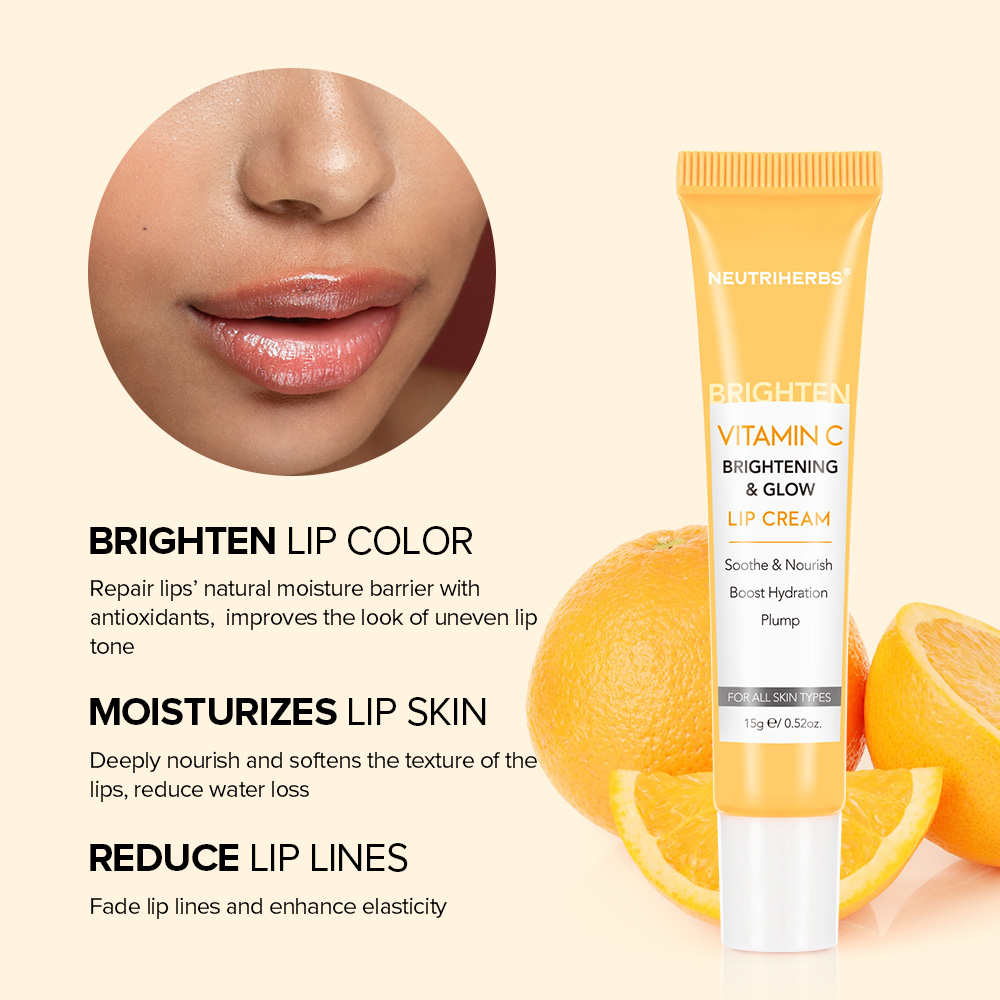 BRIGHTEN LIP COLOR
Repair lips’ natural moisture barrier with
antioxidants,  improves the look of uneven lip
tone
MOISTURIZES LIP SKIN
Deeply nourish and softens the texture of the
lips, reduce water loss
REDUCE LIP LINES
Fade lip lines and enhance elasticity
NEUTRIHERBS®
BRIGHTEN
VITAMIN C
BRIGHTENING
& GLOW
LIP CREAM
Soothe & Nourish
Boost Hydration
Plump
FOR ALL SKIN TYPES
15g ℮/ 0.52oz.